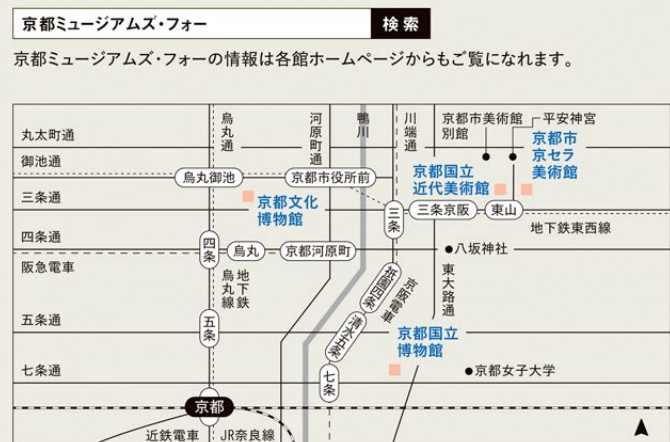 京都ミュージアムズ・フォー 検索
京都ミュージアムズ・フォーの情報は各館ホームページからもご覧になれます。
烏丸通
河原町通
鴨川
川端通
京都市美術館
別館
平安神宮
丸太町通
京都市
京セラ
美術館
御池通
烏丸御池
京都市役所前
京都国立
近代美術館
三条通
京都文化
博物館
三条
三条京阪
東山
地下鉄東西線
四条通
四条
烏丸
京都河原町
八坂神社
阪急電車
地下鉄
烏丸線
祇園四条
京阪電車
東大路通
五条通
五条
清水五条
京都国立
博物館
七条通
七条
京都女子大学
京都
近鉄電車
JR奈良線